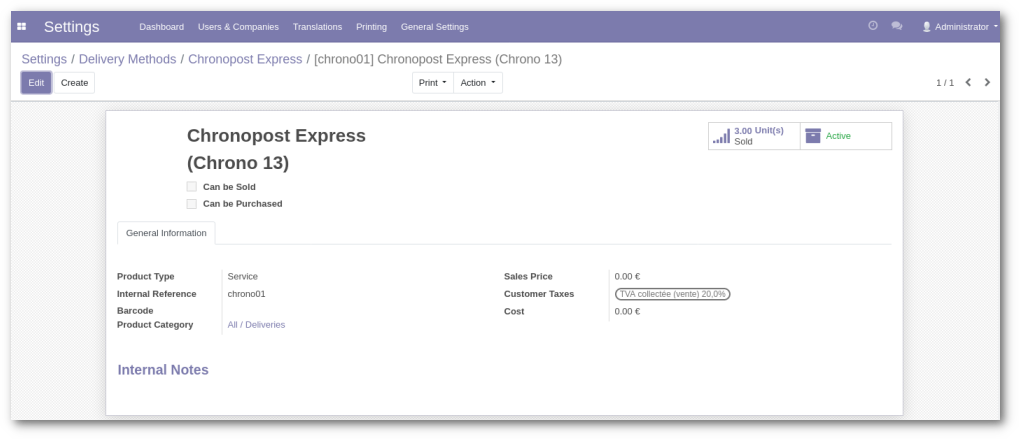 Settings Dashboard Users & Companies Translations Printing General Settings Administrator
Settings / Delivery Methods / Chronopost Express / [chrono01] Chronopost Express (Chrono 13)
Edit Create Print Action 1 / 1
Chronopost Express
(Chrono 13)
3.00 Unit(s)
Sold
Active
Can be Sold
Can be Purchased
General Information
Product Type Service
Internal Reference chrono01
Barcode
Product Category All / Deliveries
Sales Price 0.00 €
Customer Taxes TVA collectée (vente) 20,0%
Cost 0.00 €
Internal Notes